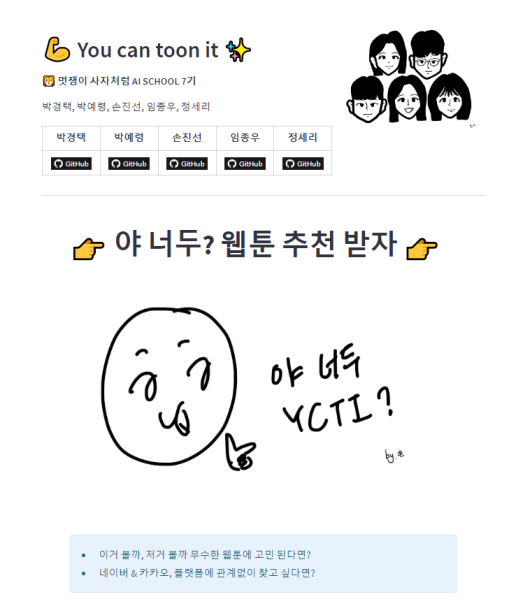 💪 You can toon it ✨
🦁 멋쟁이 사자처럼 AI SCHOOL 7기
박경택, 박예령, 손진선, 임종우, 정세리
박경택 박예령 손진선 임종우 정세리
GitHub GitHub GitHub GitHub GitHub
👉 야 너두? 웹툰 추천 받자 👉
야 너두
YCTI?
by.
• 이거 볼까, 저거 볼까 무수한 웹툰에 고민 된다면?
• 네이버 & 카카오, 플랫폼에 관계없이 찾고 싶다면?